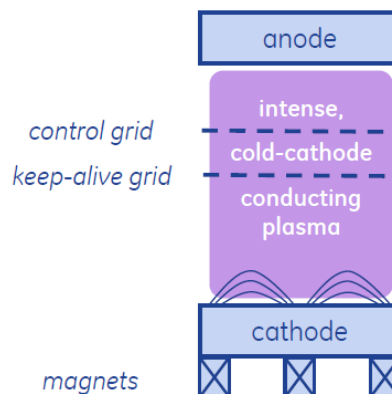 anode
intense,
control grid
cold-cathode
keep-alive grid
conducting
plasma
cathode
magnets